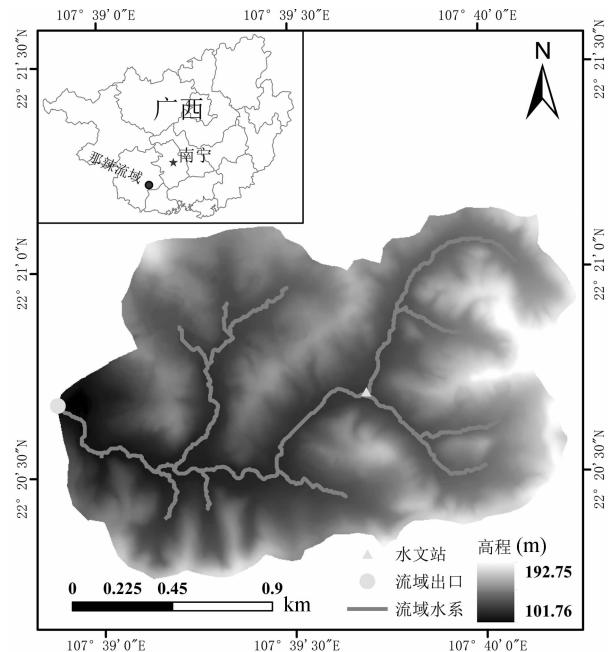 107° 39′0″E 107° 39′30″E 107° 40′0″E
22° 21′30″N
22° 21′30″N
N
广西
南宁
那辣流域
22° 21′0″N
22° 21′0″N
22° 20′30″N
22° 20′30″N
水文站
流域出口
流域水系
高程 (m)
192.75
101.76
0 0.225 0.45 0.9
km
107° 39′0″E 107° 39′30″E 107° 40′0″E